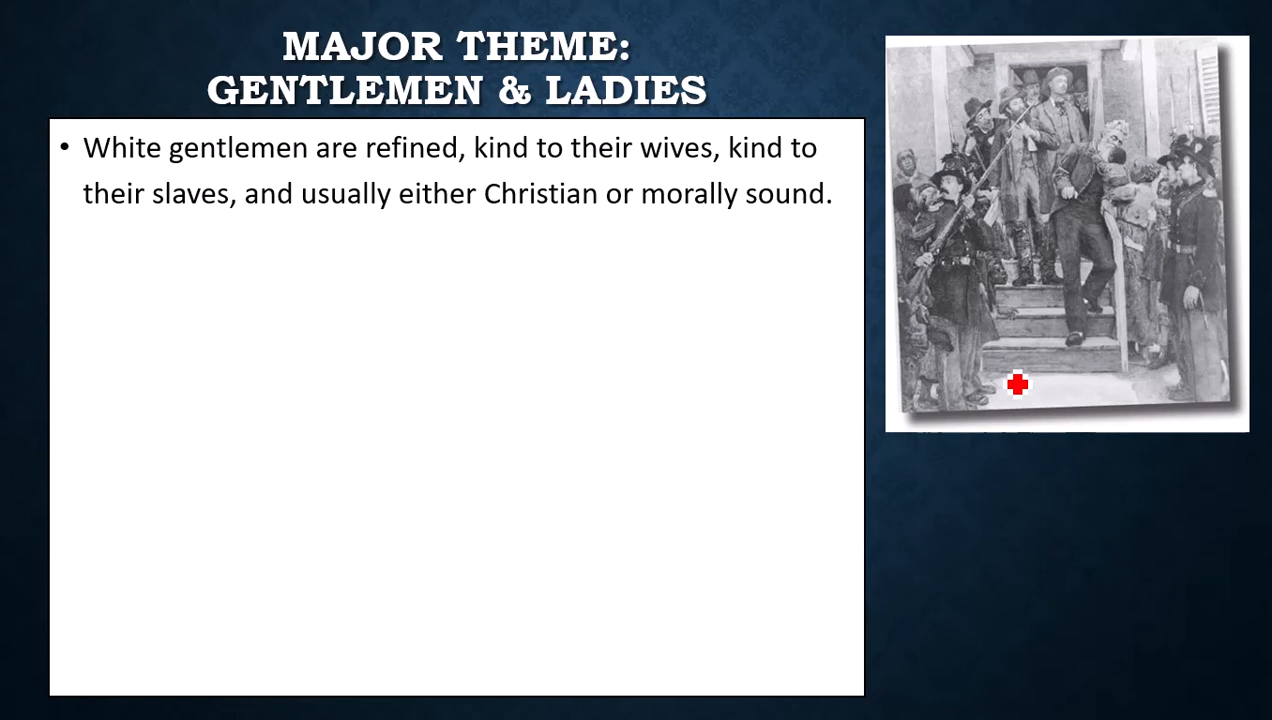 MAJOR THEME:
GENTLEMEN & LADIES
• White gentlemen are refined, kind to their wives, kind to
their slaves, and usually either Christian or morally sound.